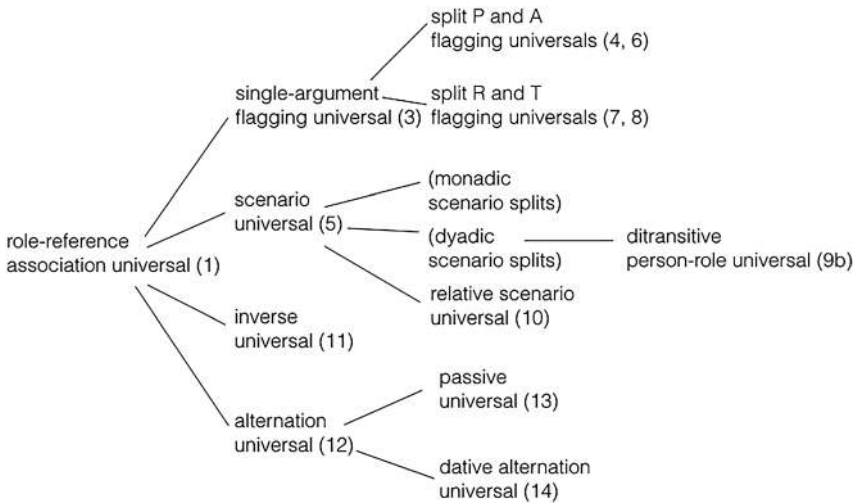 split P and A
flagging universals (4, 6)
single-argument
flagging universal (3)
split R and T
flagging universals (7, 8)
(monadic
scenario splits)
scenario
universal (5)
(dyadic
scenario splits)
ditransitive
person-role universal (9b)
role-reference
association universal (1)
relative scenario
universal (10)
inverse
universal (11)
passive
universal (13)
alternation
universal (12)
dative alternation
universal (14)